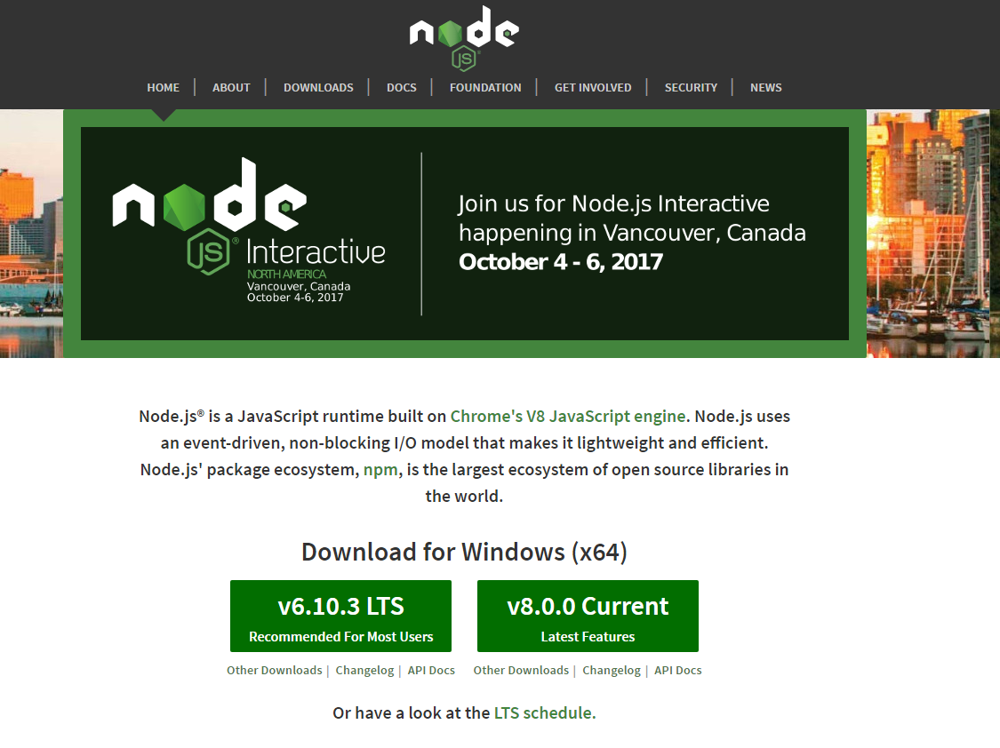 node
JS®
HOME | ABOUT | DOWNLOADS | DOCS | FOUNDATION | GET INVOLVED | SECURITY | NEWS
node
JS® Interactive
NORTH AMERICA
Vancouver, Canada
October 4-6, 2017
Join us for Node.js Interactive
happening in Vancouver, Canada
October 4 - 6, 2017
Node.js® is a JavaScript runtime built on Chrome's V8 JavaScript engine. Node.js uses
an event-driven, non-blocking I/O model that makes it lightweight and efficient.
Node.js' package ecosystem, npm, is the largest ecosystem of open source libraries in
the world.
Download for Windows (x64)
v6.10.3 LTS
Recommended For Most Users
v8.0.0 Current
Latest Features
Other Downloads | Changelog | API Docs
Other Downloads | Changelog | API Docs
Or have a look at the LTS schedule.